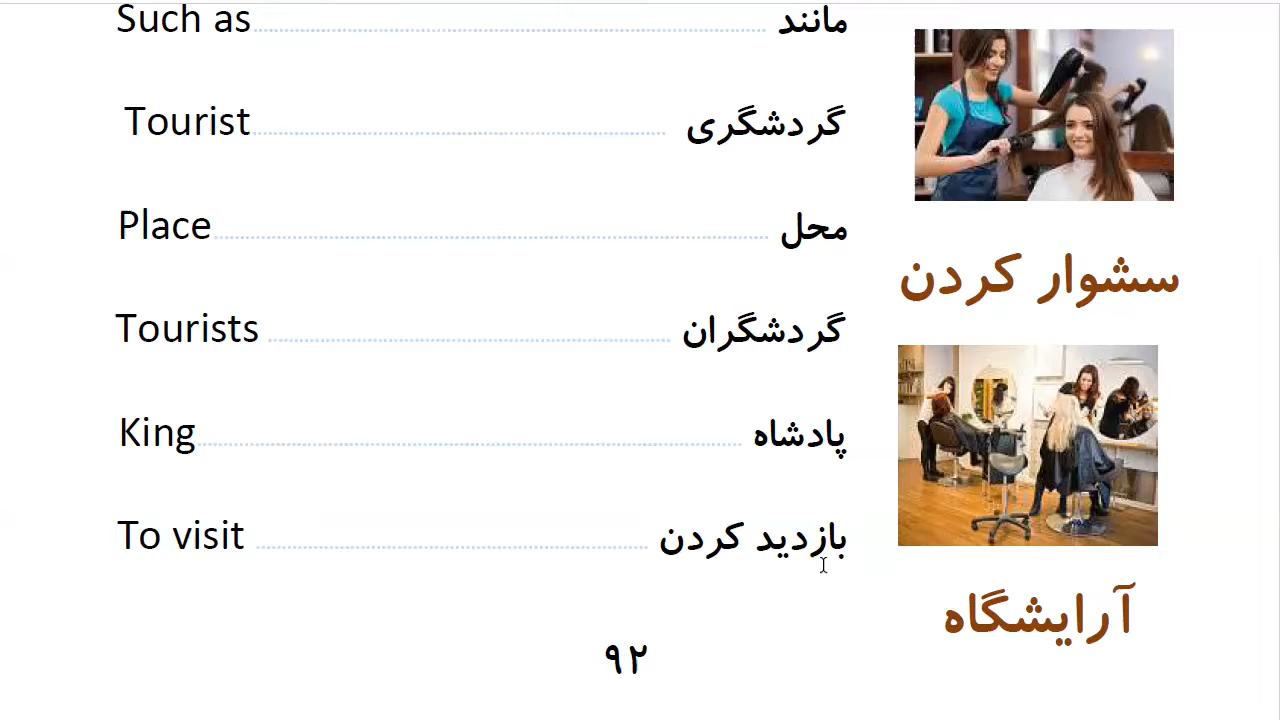 Such as مانند
Tourist گردشگری
Place محل
Tourists گردشگران
King پادشاه
To visit بازدید کردن
سشوار کردن
آرایشگاه
۹۲